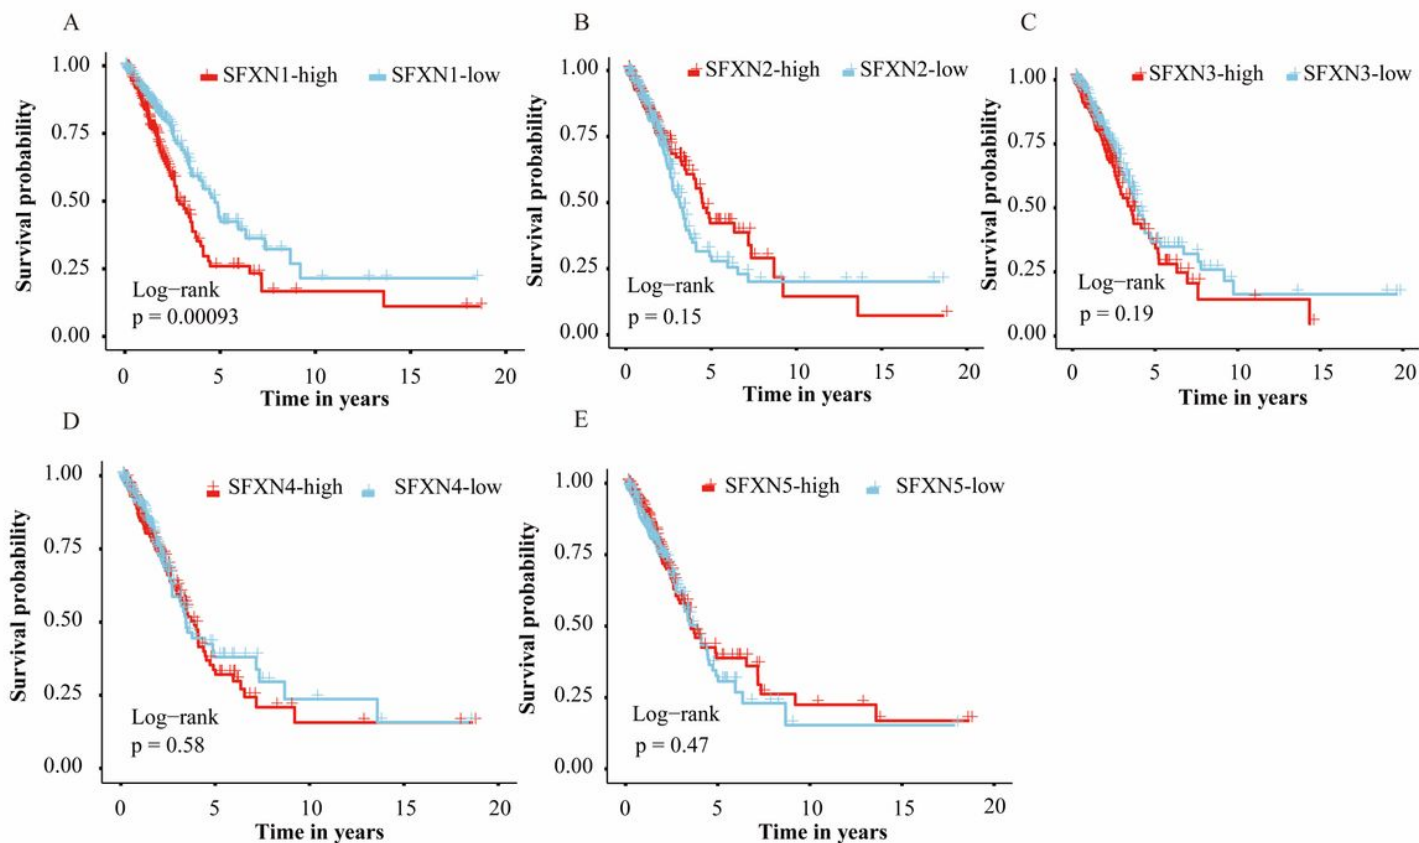 A
SFXN1-high SFXN1-low
Survival probability
1.00
0.75
0.50
0.25
0.00
Log−rank
p = 0.00093
0 5 10 15 20
Time in years
B
SFXN2-high SFXN2-low
Survival probability
1.00
0.75
0.50
0.25
0.00
Log−rank
p = 0.15
0 5 10 15 20
Time in years
C
SFXN3-high SFXN3-low
Survival probability
1.00
0.75
0.50
0.25
0.00
Log−rank
p = 0.19
0 5 10 15 20
Time in years
D
SFXN4-high SFXN4-low
Survival probability
1.00
0.75
0.50
0.25
0.00
Log−rank
p = 0.58
0 5 10 15 20
Time in years
E
SFXN5-high SFXN5-low
Survival probability
1.00
0.75
0.50
0.25
0.00
Log−rank
p = 0.47
0 5 10 15 20
Time in years